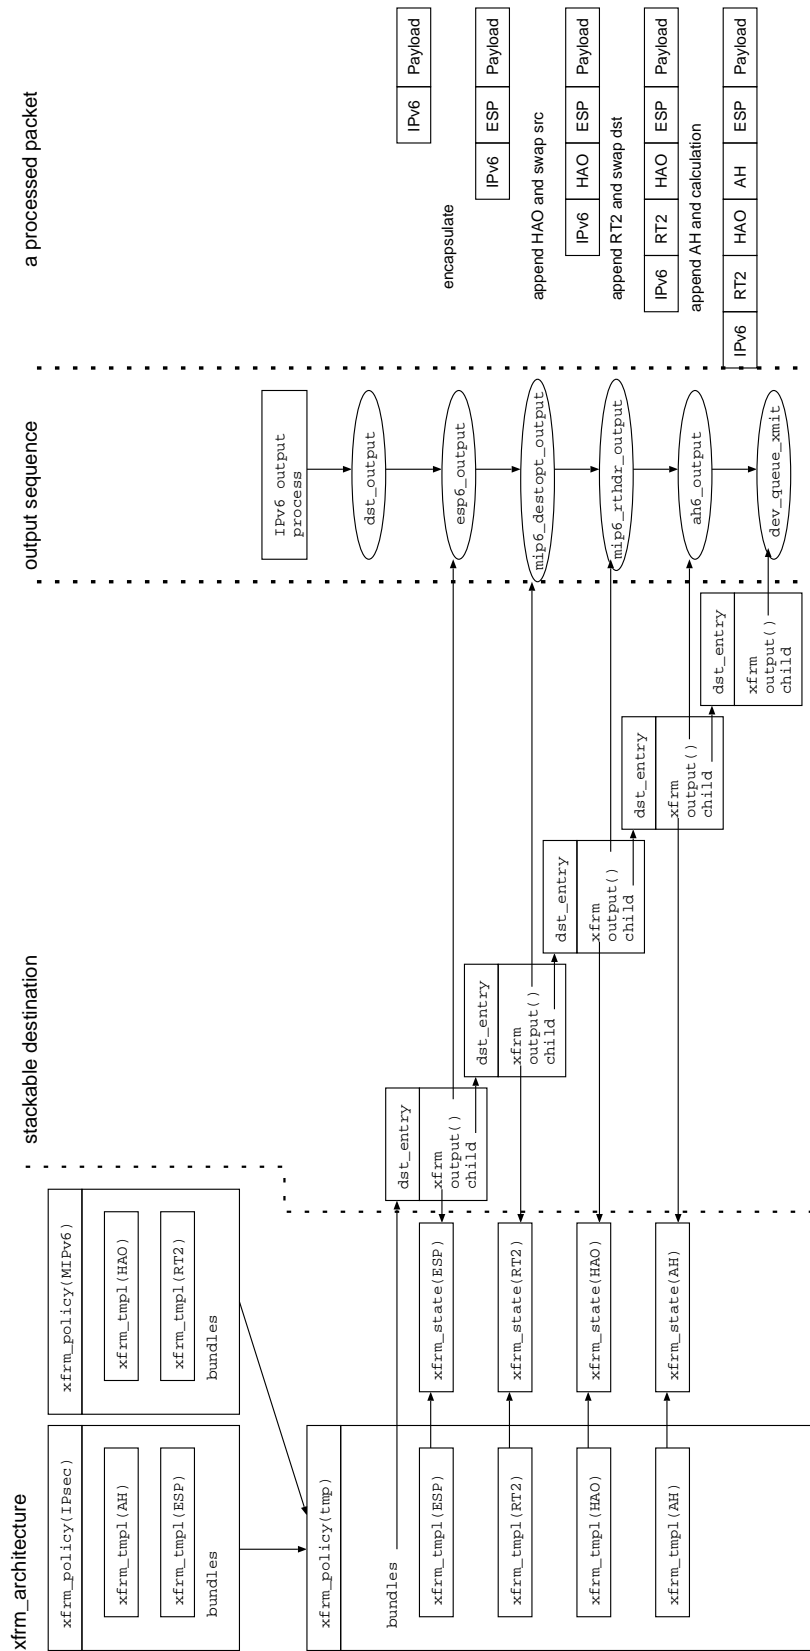 xfrm_architecture
stackable destination
output sequence
a processed packet
xfrm_policy(IPsec)
xfrm_tmpl(AH)
xfrm_tmpl(ESP)
bundles
xfrm_policy(MIPv6)
xfrm_tmpl(HAO)
xfrm_tmpl(RT2)
bundles
xfrm_policy(tmp)
bundles
xfrm_tmpl(ESP)
xfrm_tmpl(RT2)
xfrm_tmpl(HAO)
xfrm_tmpl(AH)
xfrm_state(ESP)
xfrm_state(RT2)
xfrm_state(HAO)
xfrm_state(AH)
dst_entry
xfrm
output()
child
dst_entry
xfrm
output()
child
dst_entry
xfrm
output()
child
dst_entry
xfrm
output()
child
dst_entry
xfrm
output()
child
IPv6 output
process
dst_output
esp6_output
mip6_destopt_output
mip6_rthdr_output
ah6_output
dev_queue_xmit
IPv6 Payload
encapsulate
IPv6 ESP Payload
append HAO and swap src
IPv6 HAO ESP Payload
append RT2 and swap dst
IPv6 RT2 HAO ESP Payload
append AH and calculation
IPv6 RT2 HAO AH ESP Payload